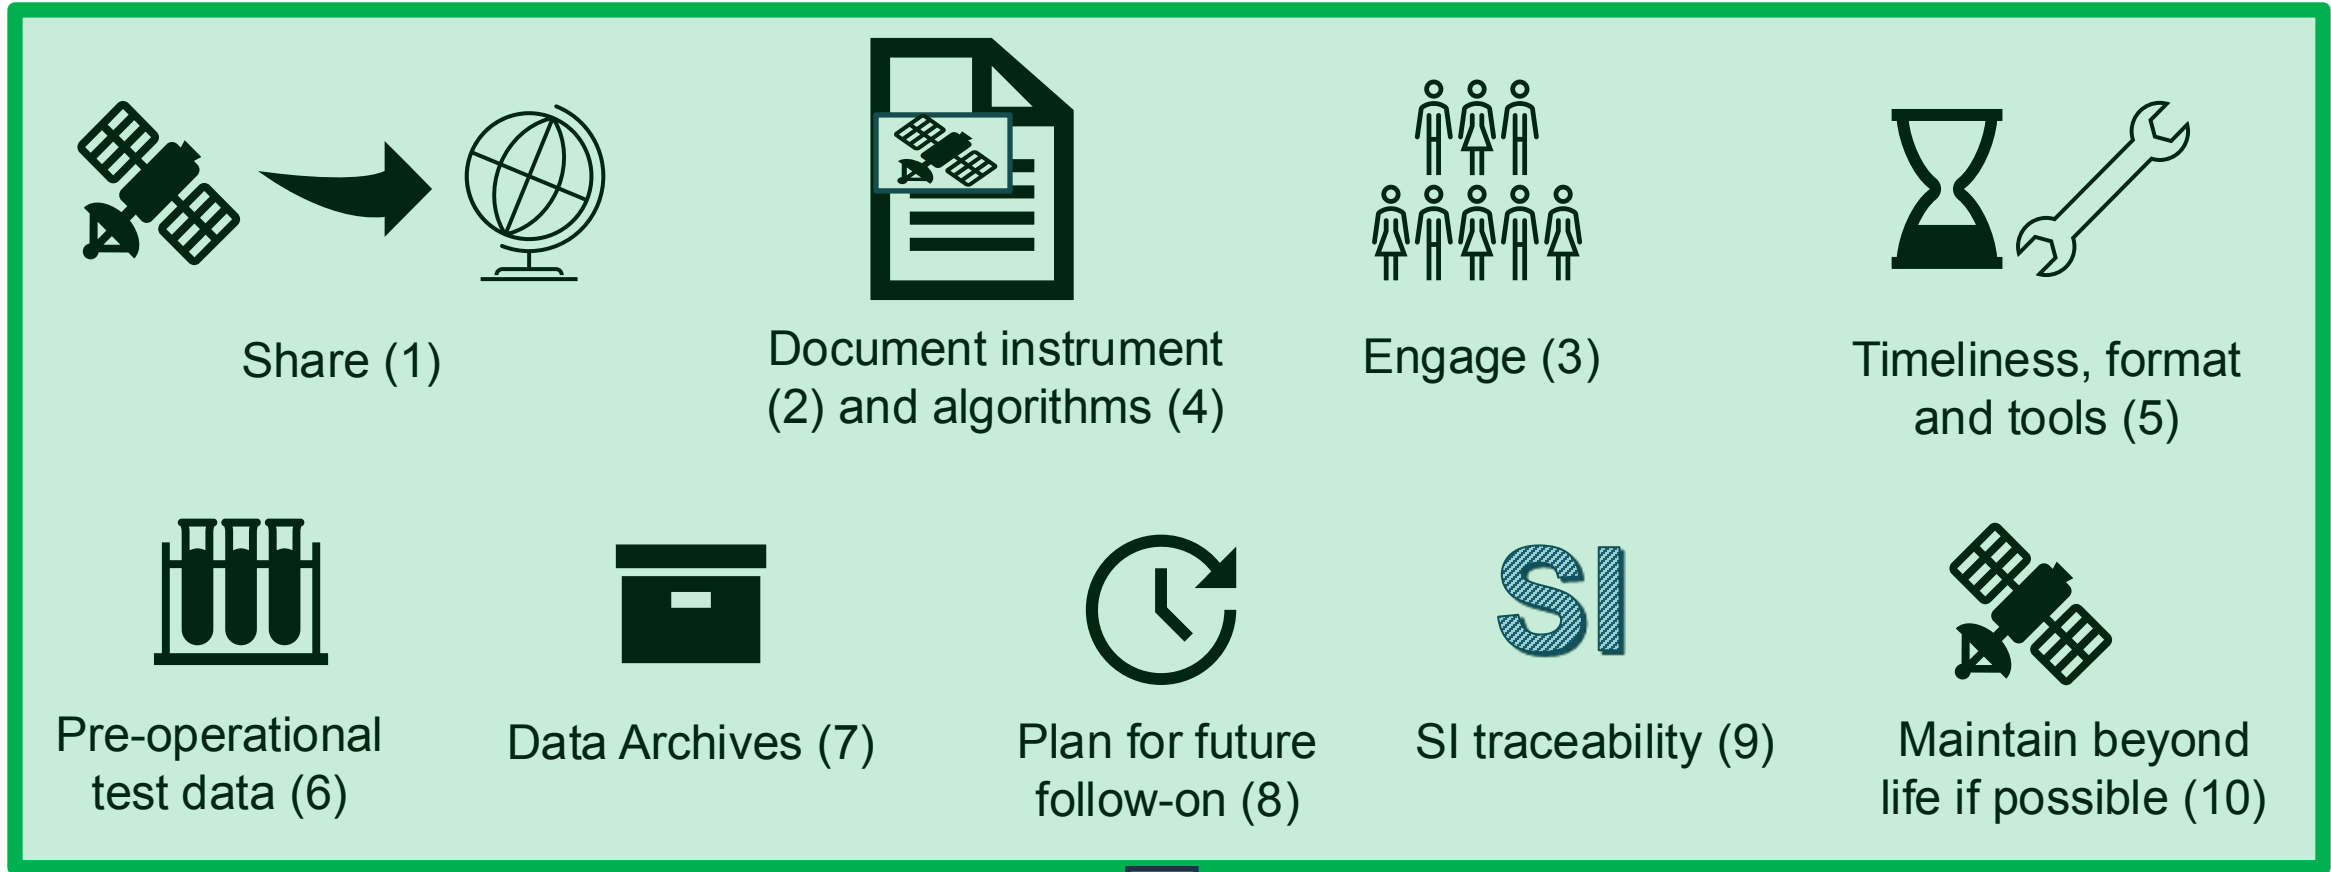 Share (1)
Document instrument
(2) and algorithms (4)
Engage (3)
Timeliness, format
and tools (5)
Pre-operational
test data (6)
Data Archives (7)
Plan for future
follow-on (8)
SI
SI traceability (9)
Maintain beyond
life if possible (10)